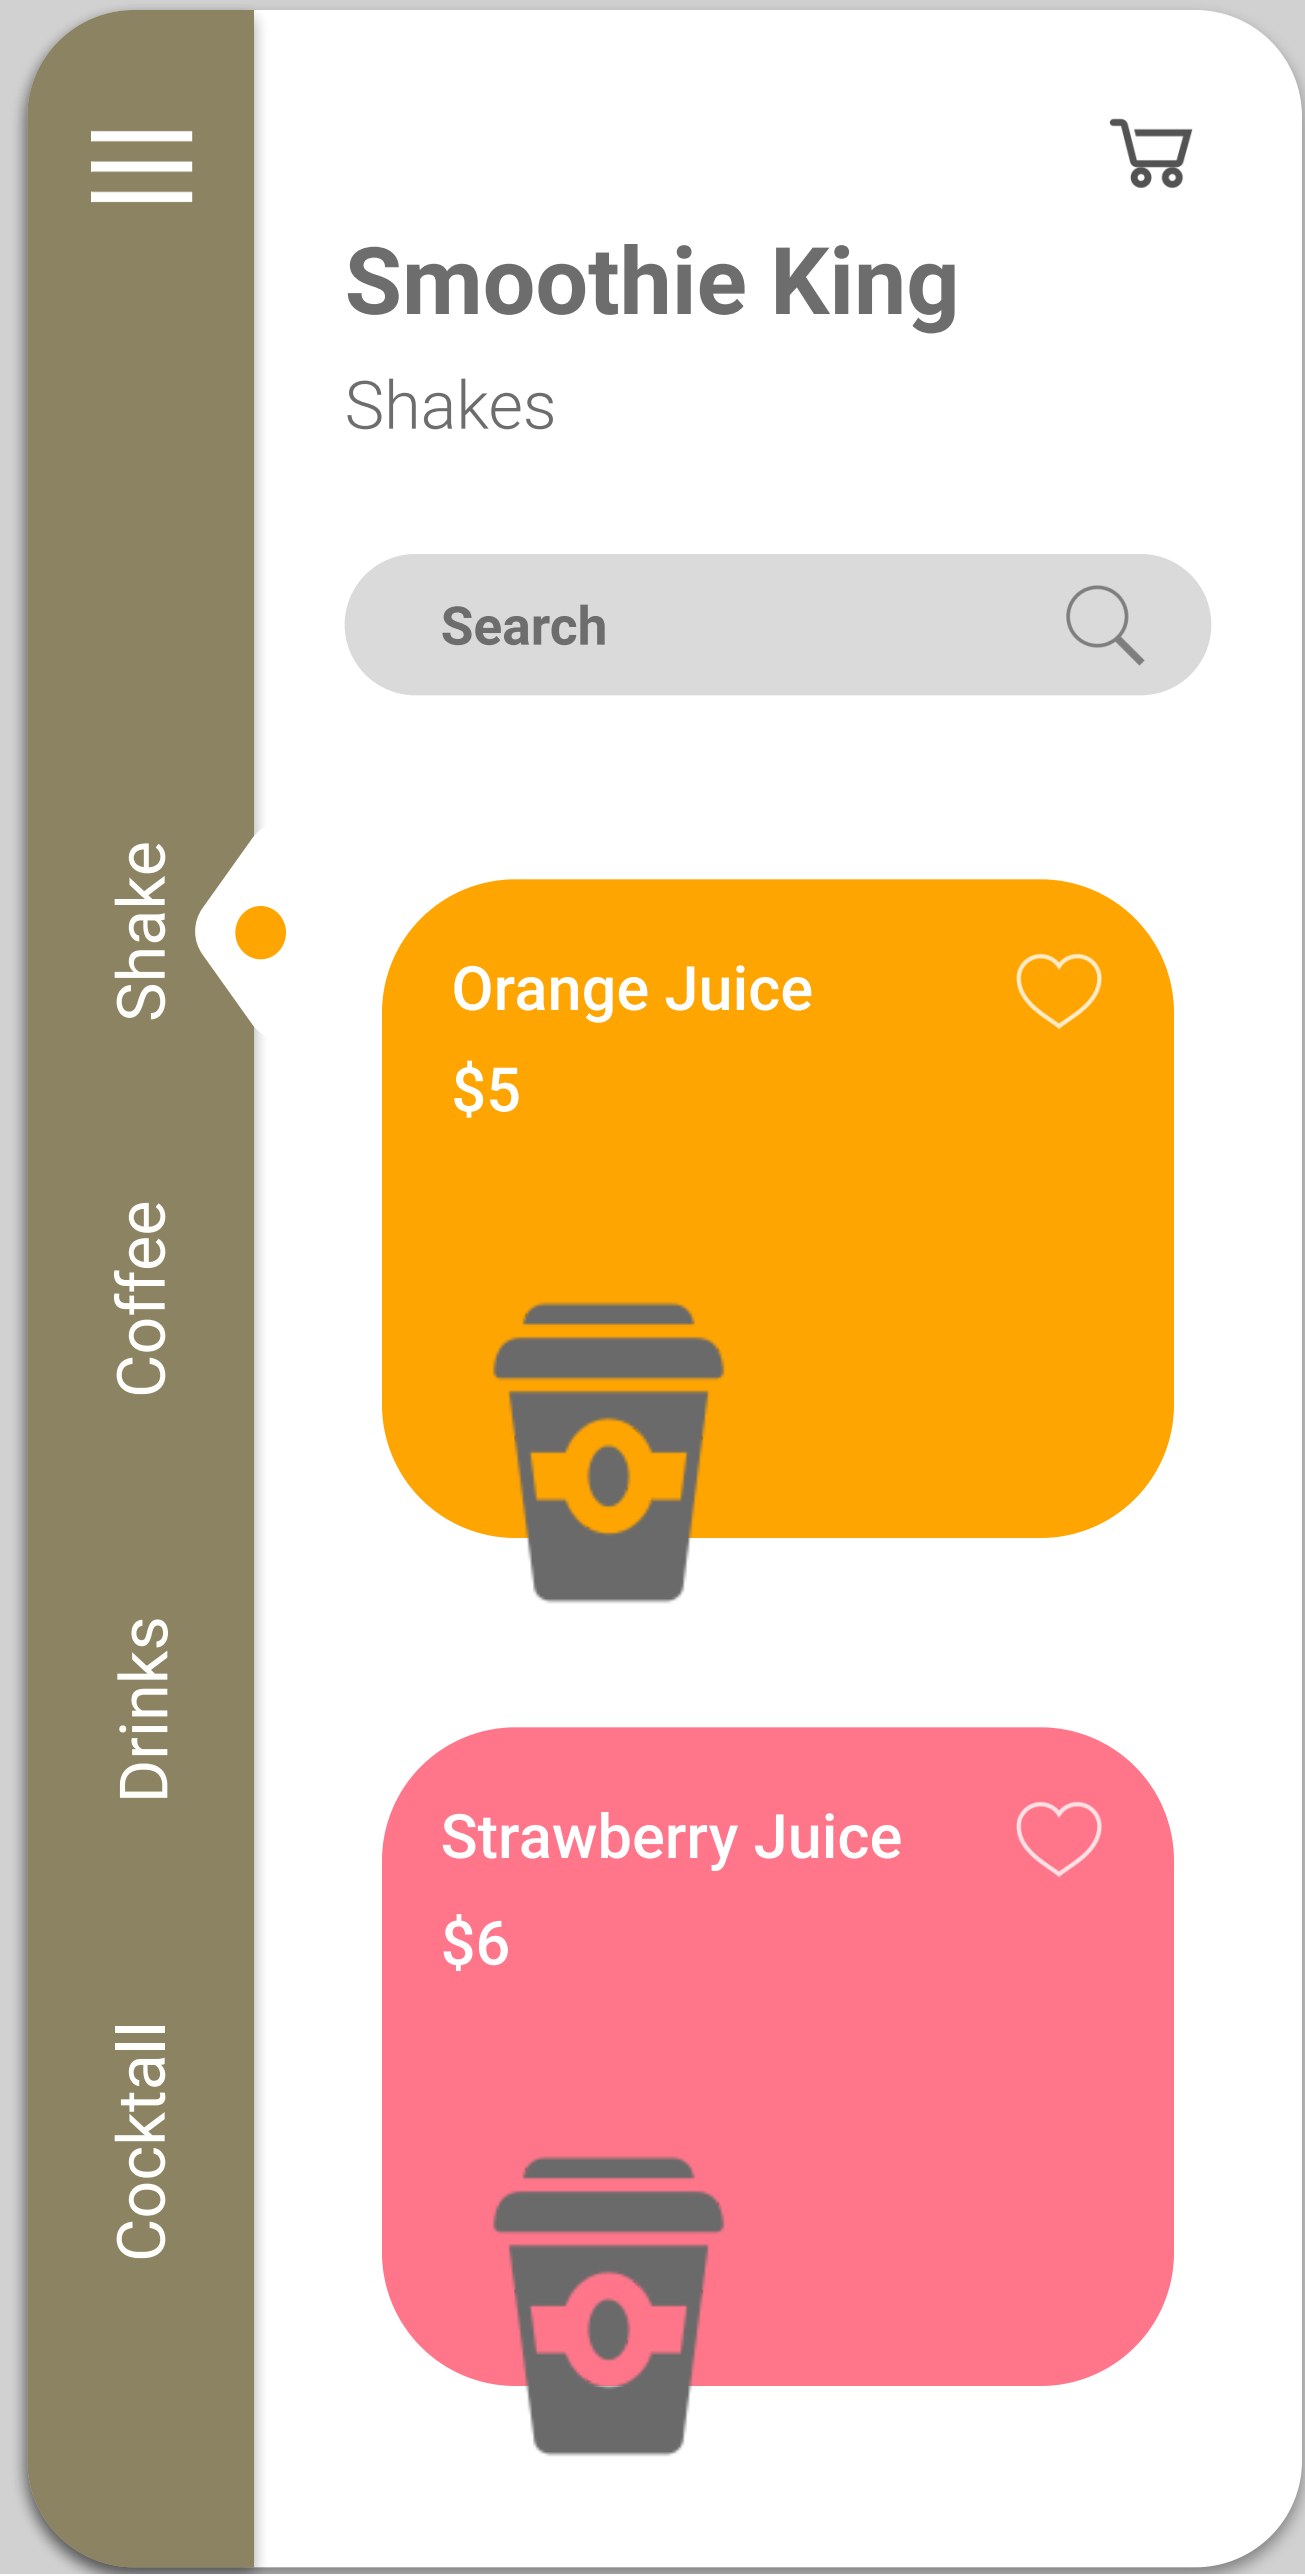 Smoothie King
Shakes
Search
Shake
Coffee
Drinks
Cocktall
Orange Juice
$5
Strawberry Juice
$6